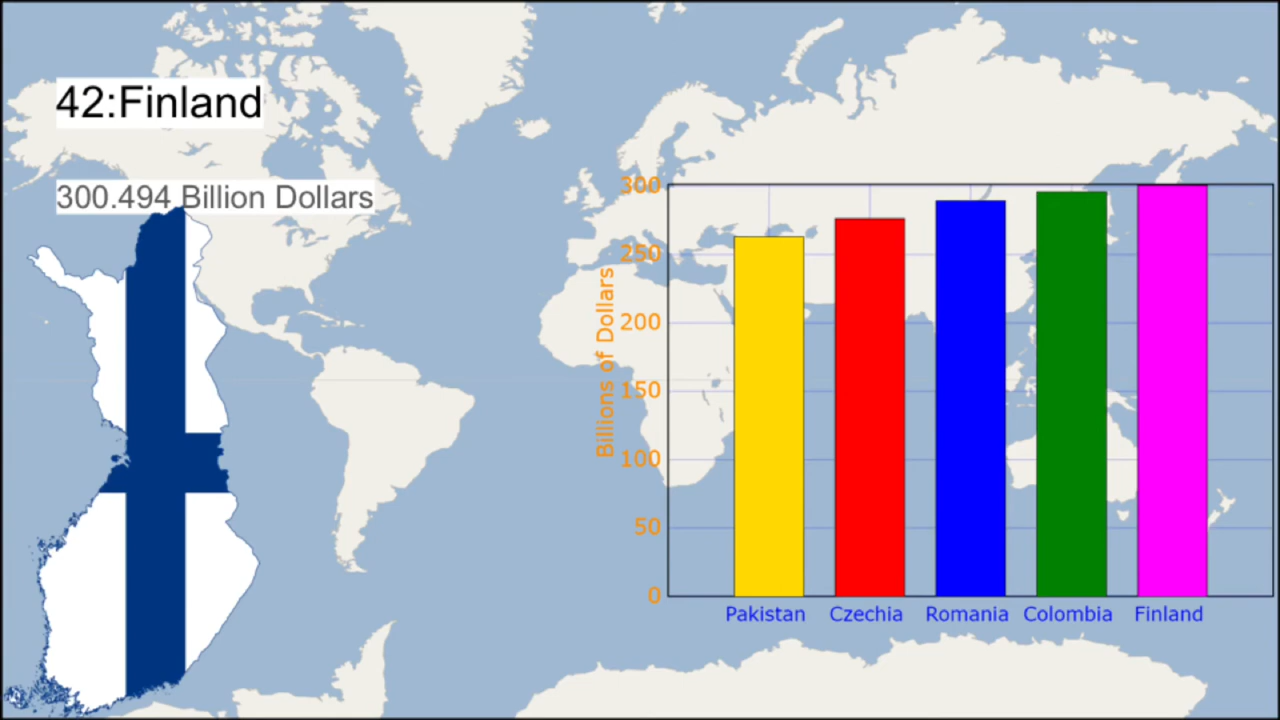 42:Finland
300.494 Billion Dollars
300
250
200
150
100
50
0
Billions of Dollars
Pakistan Czechia Romania Colombia Finland